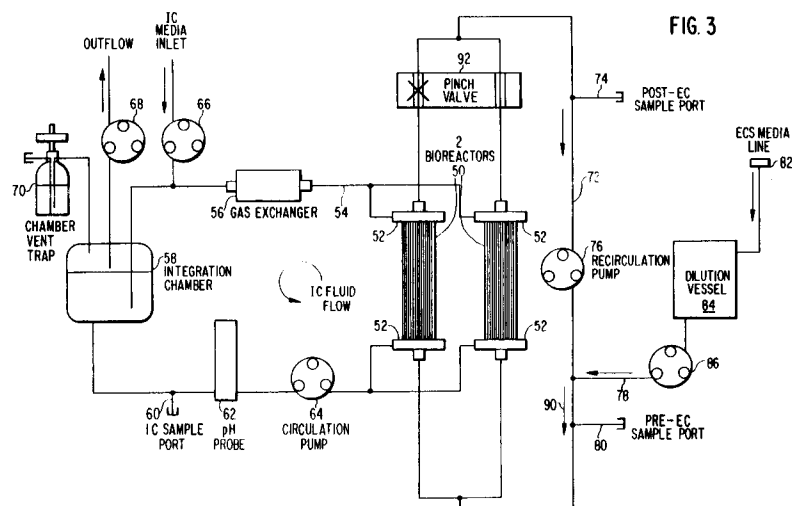 FIG. 3
OUTFLOW
IC
MEDIA
INLET
92
PINCH
VALVE
74
POST-EC
SAMPLE PORT
68
66
ECS MEDIA
LINE
82
2
BIOREACTORS
50
73
70
CHAMBER
VENT
TRAP
56 GAS EXCHANGER
54
52
52
58
INTEGRATION
CHAMBER
IC FLUID
FLOW
76
RECIRCULATION
PUMP
DILUTION
VESSEL
84
52
52
86
78
60
IC SAMPLE
PORT
62
pH
PROBE
64
CIRCULATION
PUMP
90
80
PRE-EC
SAMPLE PORT